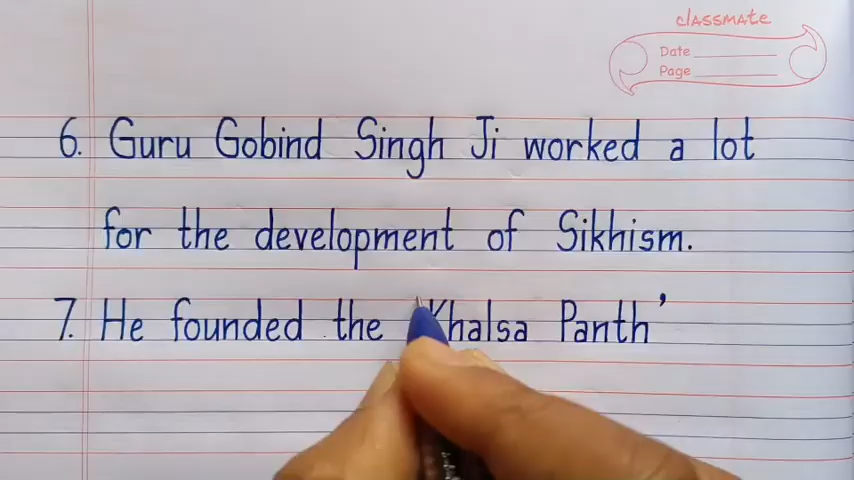 classmate
Date
Page
6. Guru Gobind Singh Ji worked a lot
for the development of Sikhism.
7. He founded the Khalsa Panth’